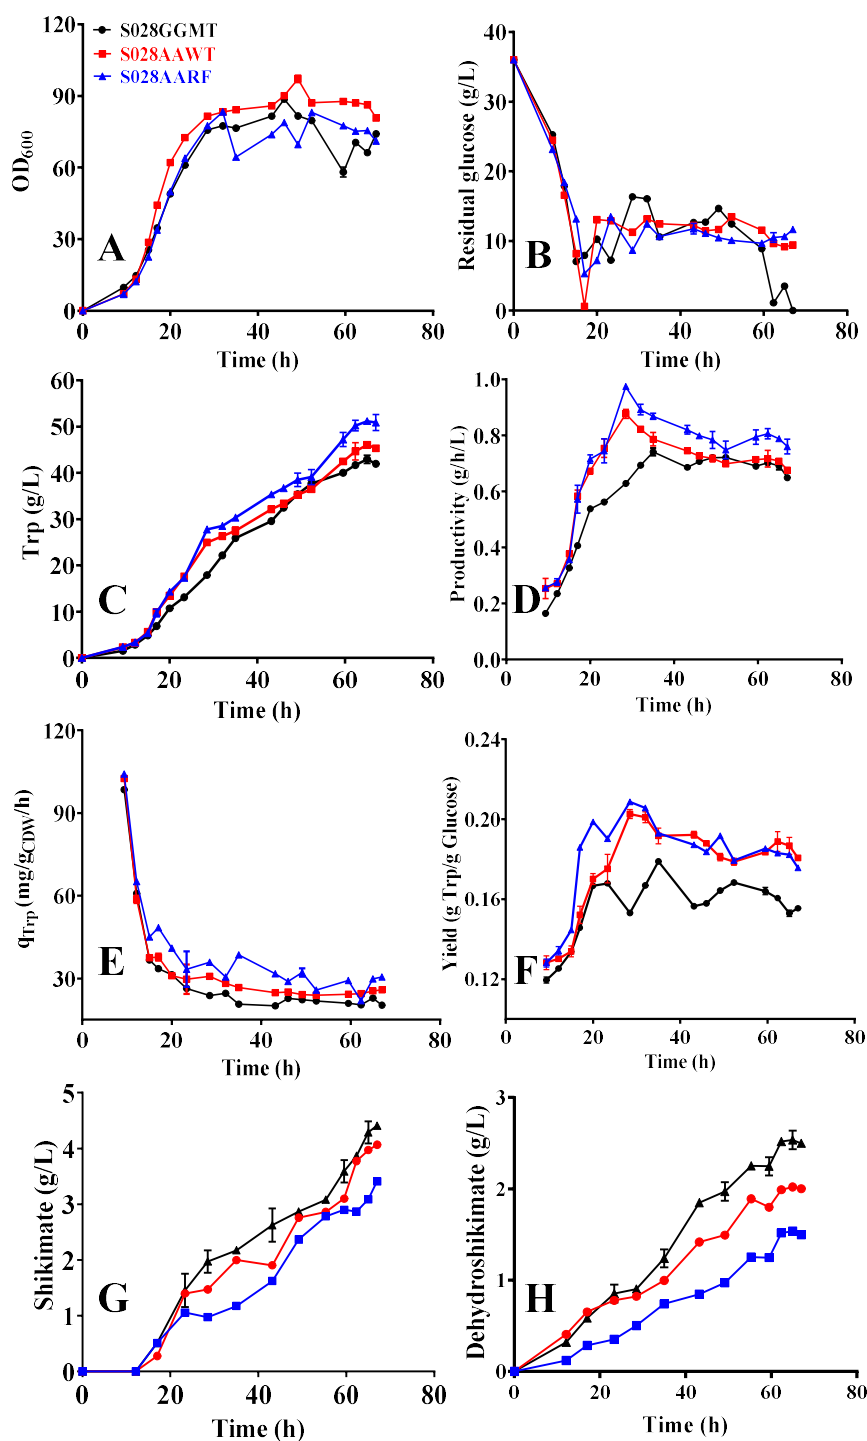 S028GGMT
S028AAWT
S028AARF
120
90
60
30
0
OD600
A
0 20 40 60 80
Time (h)
40
30
20
10
0
Residual glucose (g/L)
B
0 20 40 60 80
Time (h)
60
50
40
30
20
10
0
Trp (g/L)
C
0 20 40 60 80
Time (h)
1.0
0.8
0.6
0.4
0.2
0.0
Productivity (g/h/L)
D
0 20 40 60 80
Time (h)
120
90
60
30
qTrp (mg/gCDW/h)
E
0 20 40 60 80
Time (h)
0.24
0.20
0.16
0.12
Yield (g Trp/g Glucose)
F
0 20 40 60 80
Time (h)
5
4
3
2
1
0
Shikimate (g/L)
G
0 20 40 60 80
Time (h)
3
2
1
0
Dehydroshikimate (g/L)
H
0 20 40 60 80
Time (h)